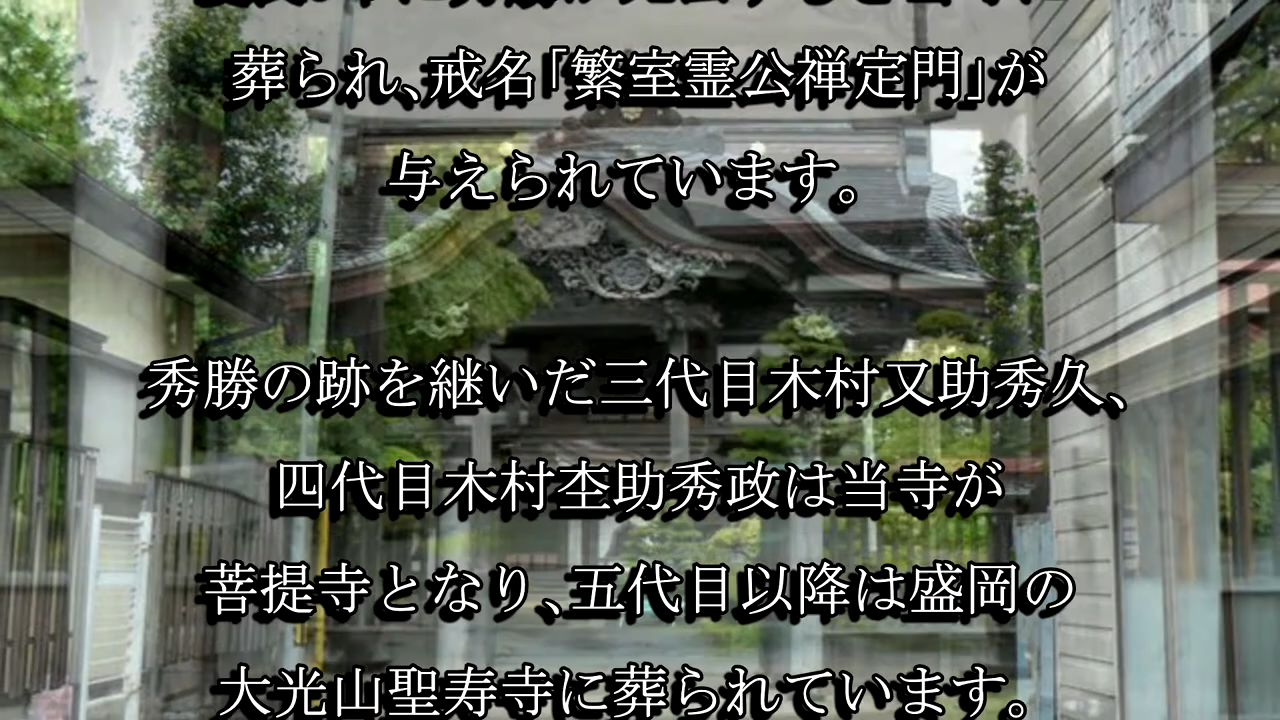 葬られ、戒名「繁室霊公禅定門」が
与えられています。
秀勝の跡を継いだ三代目木村又助秀久、
四代目木村杢助秀政は当寺が
菩提寺となり、五代目以降は盛岡の
大光山聖寿寺に葬られています。